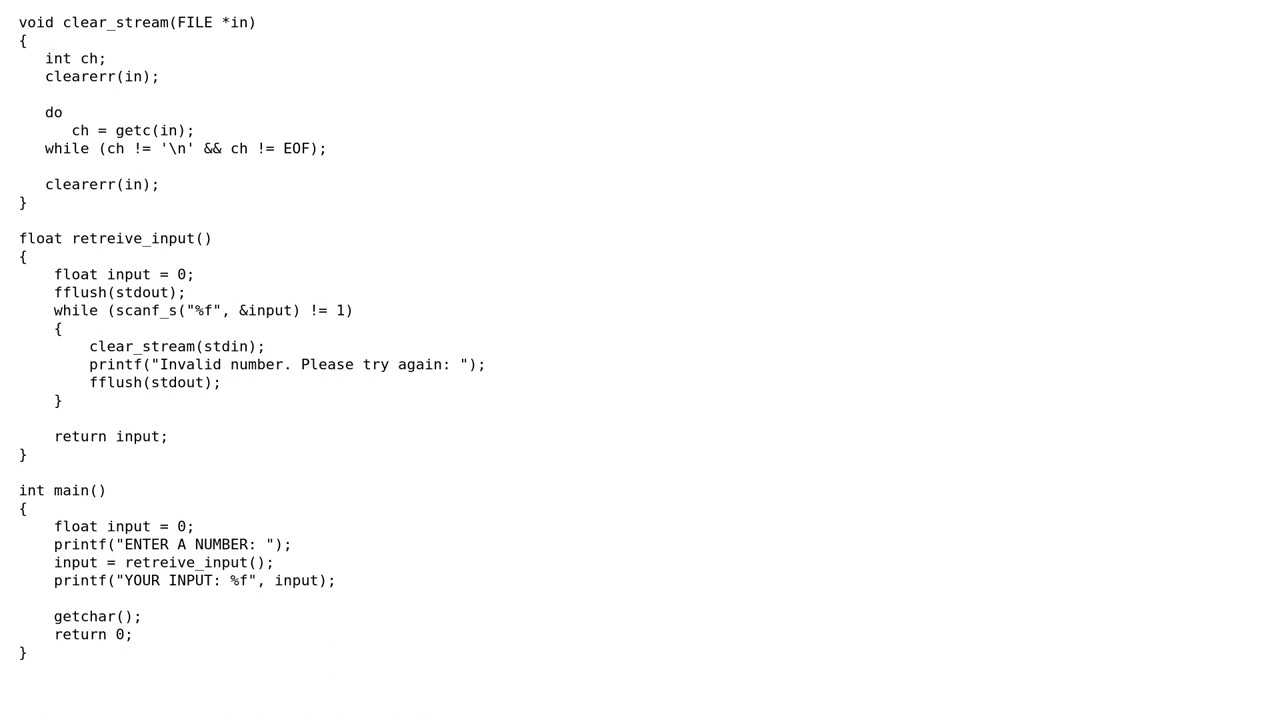 void clear_stream(FILE *in)
{
   int ch;
   clearerr(in);

   do
      ch = getc(in);
   while (ch != '\n' && ch != EOF);

   clearerr(in);
}

float retreive_input()
{
    float input = 0;
    fflush(stdout);
    while (scanf_s("%f", &input) != 1)
    {
        clear_stream(stdin);
        printf("Invalid number. Please try again: ");
        fflush(stdout);
    }

    return input;
}

int main()
{
    float input = 0;
    printf("ENTER A NUMBER: ");
    input = retreive_input();
    printf("YOUR INPUT: %f", input);

    getchar();
    return 0;
}